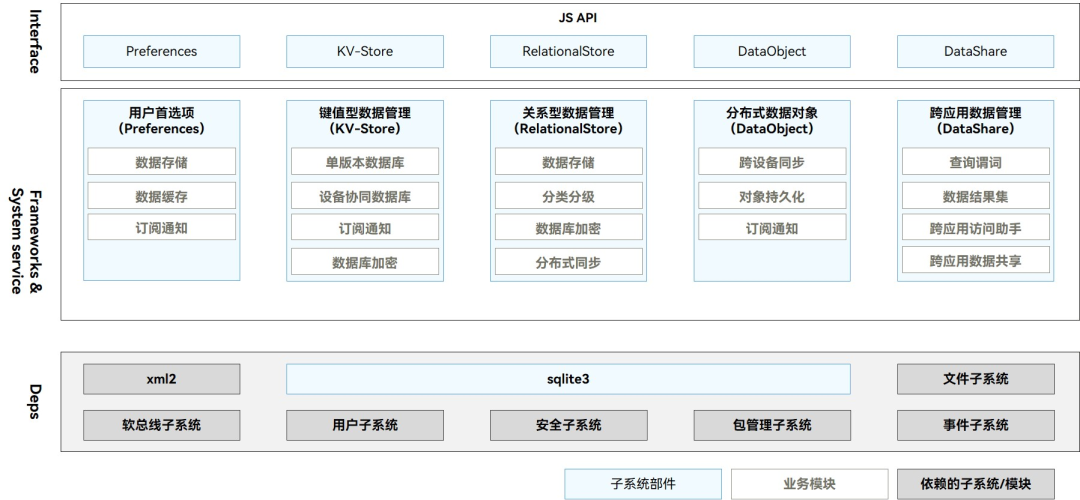 Interface
JS API
Preferences
KV-Store
RelationalStore
DataObject
DataShare
Frameworks &
System service
用户首选项
（Preferences）
数据存储
数据缓存
订阅通知
键值型数据管理
（KV-Store）
单版本数据库
设备协同数据库
订阅通知
数据库加密
关系型数据管理
（RelationalStore）
数据存储
分类分级
数据库加密
分布式同步
分布式数据对象
（DataObject）
跨设备同步
对象持久化
订阅通知
跨应用数据管理
（DataShare）
查询谓词
数据结果集
跨应用访问助手
跨应用数据共享
Deps
xml2
sqlite3
文件子系统
软总线子系统
用户子系统
安全子系统
包管理子系统
事件子系统
子系统部件
业务模块
依赖的子系统/模块